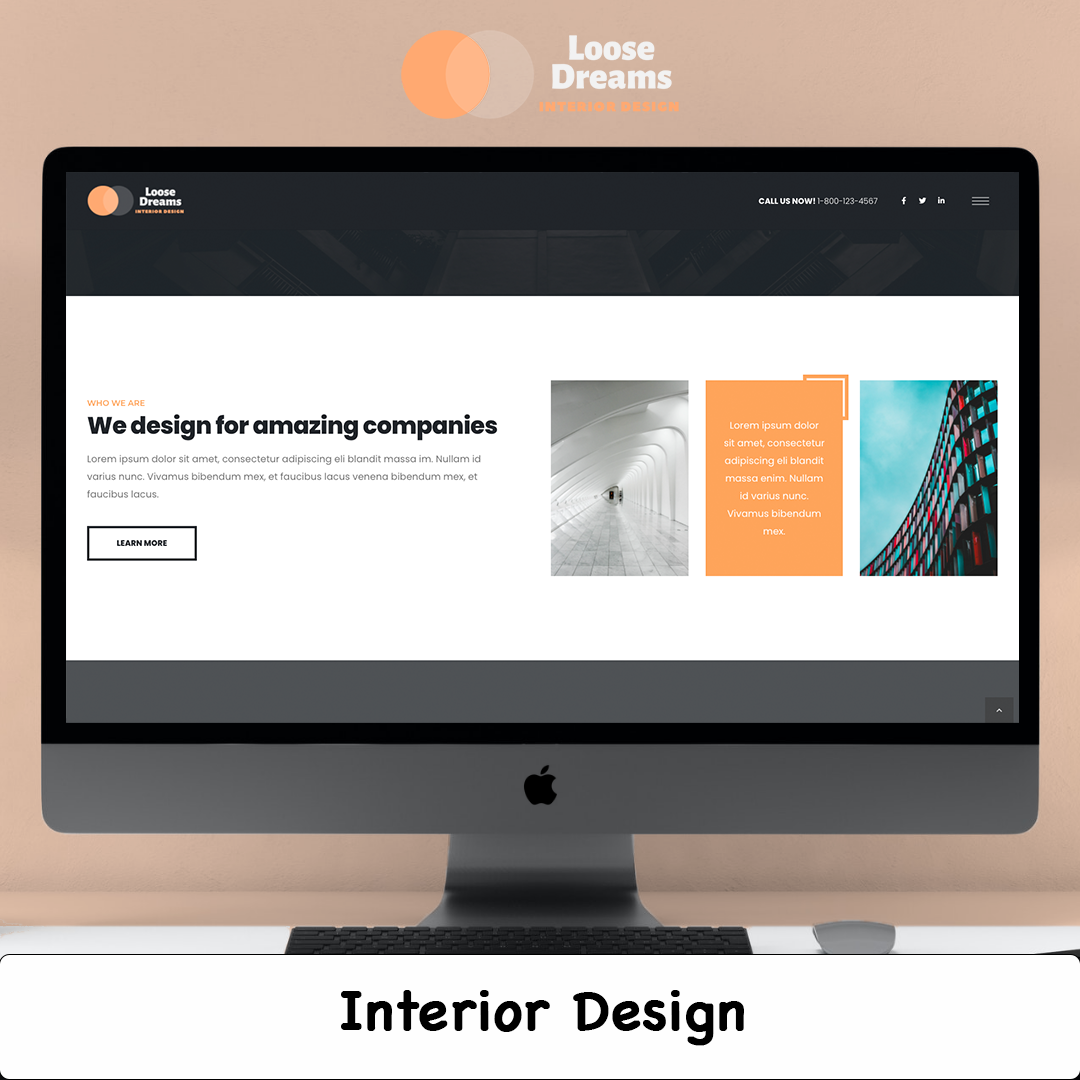 Loose
Dreams
INTERIOR DESIGN
Loose
Dreams
INTERIOR DESIGN
CALL US NOW! 1-800-123-4567
WHO WE ARE
We design for amazing companies
Lorem ipsum dolor sit amet, consectetur adipiscing eli blandit massa im. Nullam id
varius nunc. Vivamus bibendum mex, et faucibus lacus venena bibendum mex, et
faucibus lacus.
LEARN MORE
Lorem ipsum dolor
sit amet, consectetur
adipiscing eli blandit
massa enim. Nullam
id varius nunc.
Vivamus bibendum
mex.
Interior Design